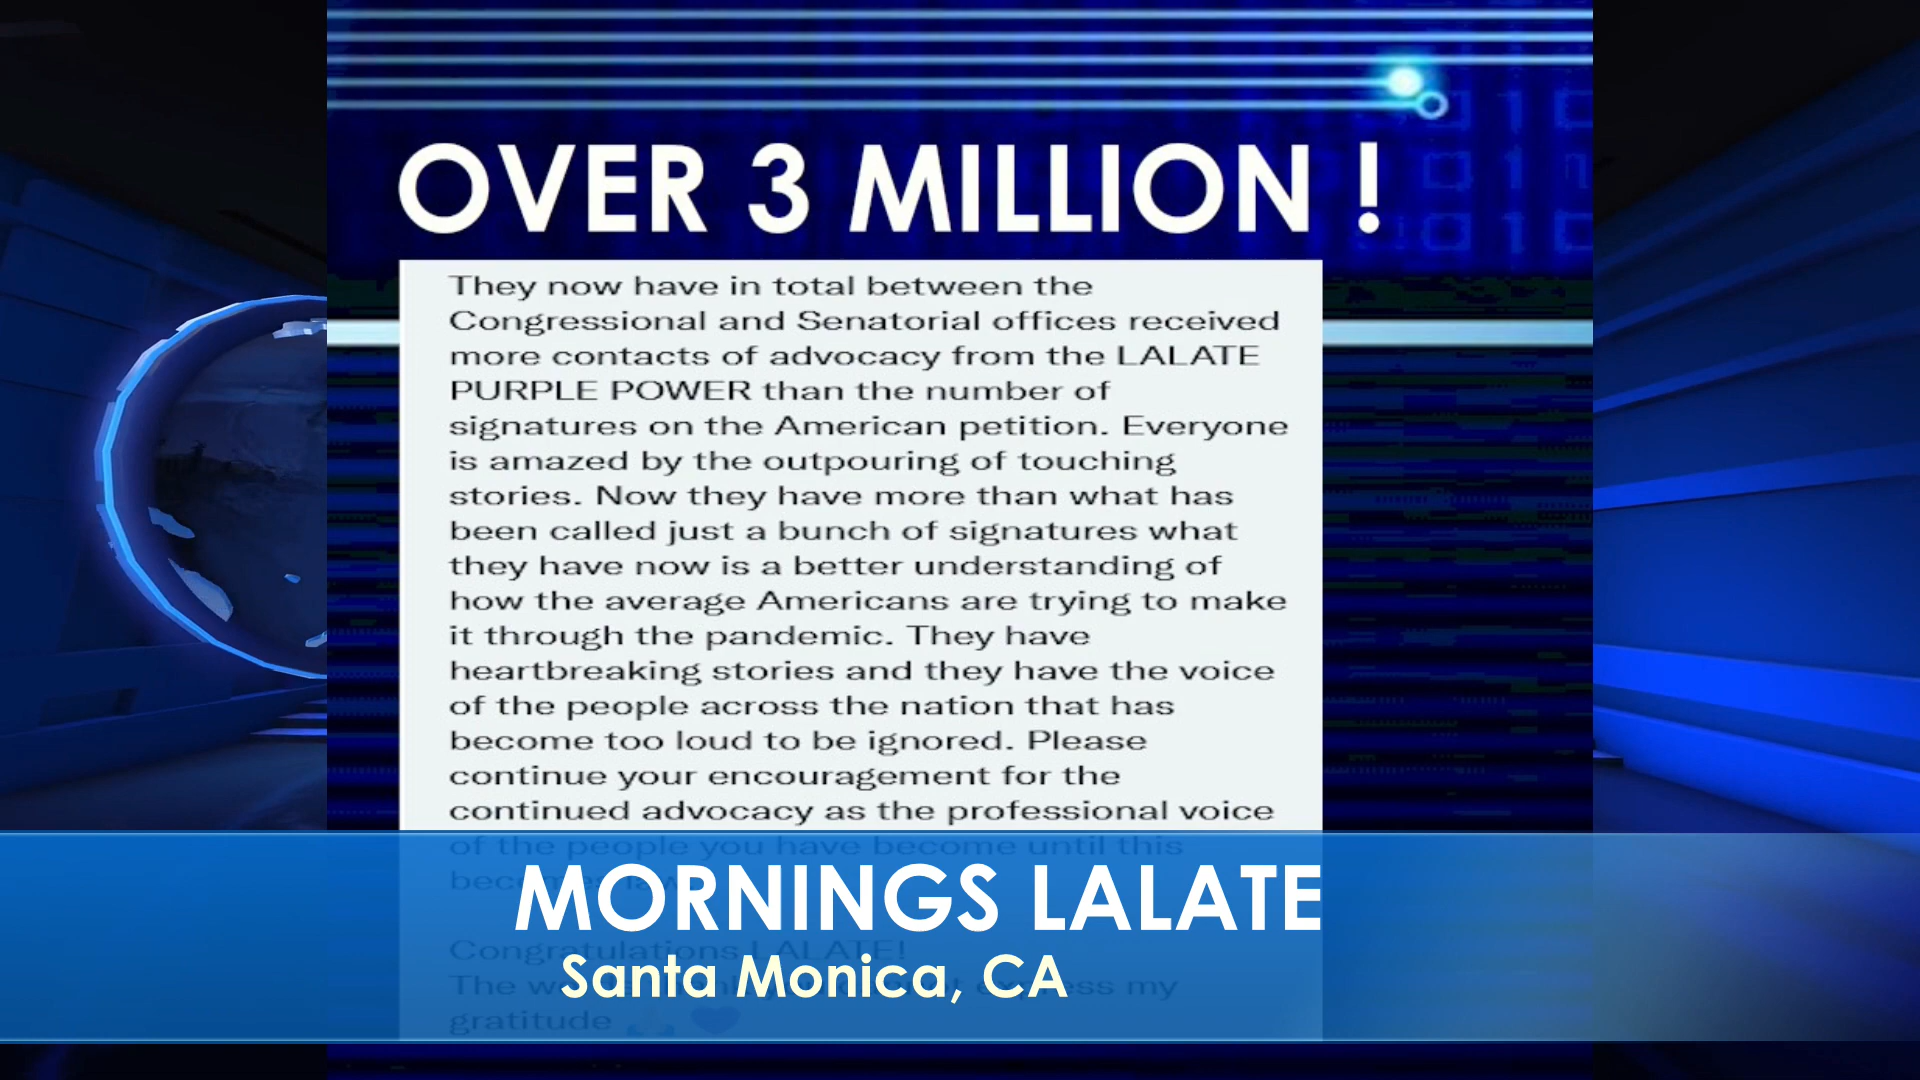 OVER 3 MILLION !
They now have in total between the
Congressional and Senatorial offices received
more contacts of advocacy from the LALATE
PURPLE POWER than the number of
signatures on the American petition. Everyone
is amazed by the outpouring of touching
stories. Now they have more than what has
been called just a bunch of signatures what
they have now is a better understanding of
how the average Americans are trying to make
it through the pandemic. They have
heartbreaking stories and they have the voice
of the people across the nation that has
become too loud to be ignored. Please
continue your encouragement for the
continued advocacy as the professional voice
of the people you have become until this
MORNINGS LALATE
Congratulations LALATE!
Santa Monica, CA
The my
gratitude